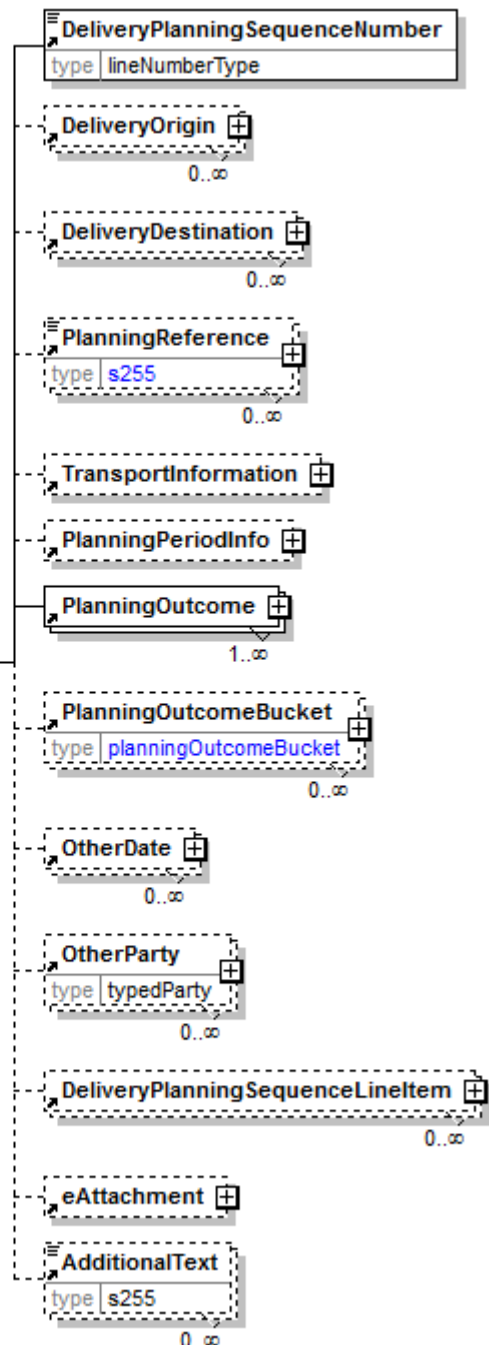 DeliveryPlanningSequenceNumber
type lineNumberType
DeliveryOrigin
0..∞
DeliveryDestination
0..∞
PlanningReference
type s255
0..∞
TransportInformation
PlanningPeriodInfo
PlanningOutcome
1..∞
PlanningOutcomeBucket
type planningOutcomeBucket
0..∞
OtherDate
0..∞
OtherParty
type typedParty
0..∞
DeliveryPlanningSequenceLineItem
0..∞
eAttachment
AdditionalText
type s255
0..∞